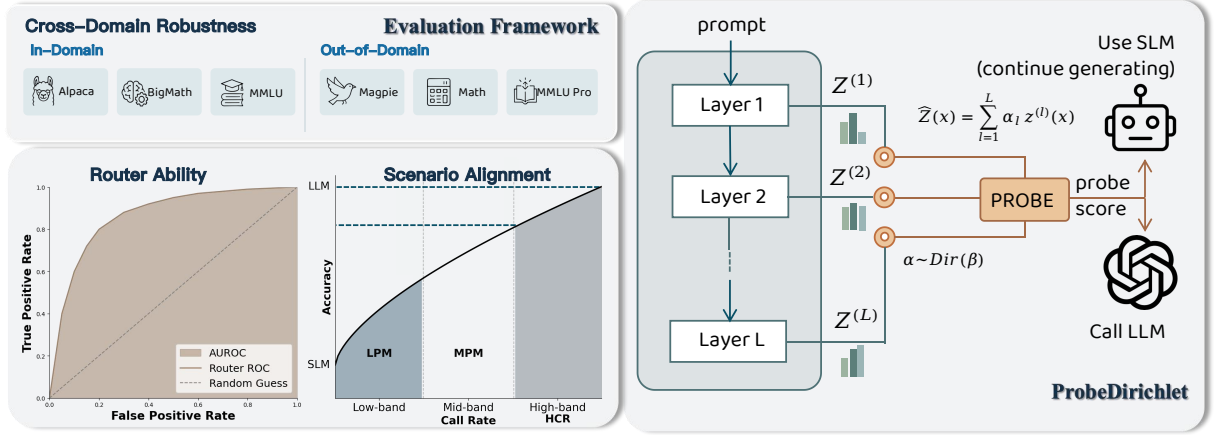 Cross-Domain Robustness
Evaluation Framework
In-Domain
Out-of-Domain
Alpaca
BigMath
MMLU
Magpie
Math
MMLU Pro
Router Ability
True Positive Rate
1.0
0.8
0.6
0.4
0.2
0.0
0.0
0.2
0.4
0.6
0.8
1.0
False Positive Rate
AUROC
Router ROC
Random Guess
Scenario Alignment
LLM
Accuracy
SLM
LPM
MPM
Low-band
Mid-band
High-band
Call Rate
HCR
prompt
Layer 1
Layer 2
Layer L
Z^(1)
Z^(2)
Z^(L)
Ẑ(x) = ∑_{l=1}^{L} α_l z^(l)(x)
α~Dir(β)
PROBE
probe
score
Use SLM
(continue generating)
Call LLM
ProbeDirichlet